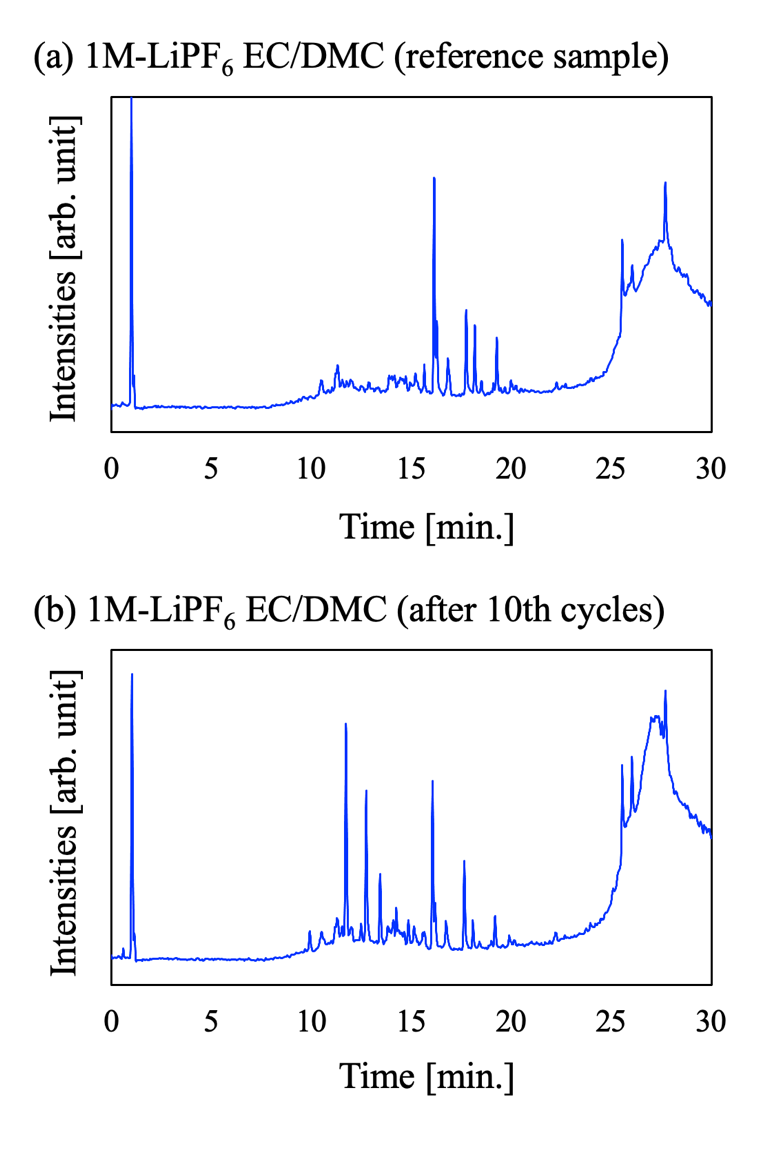 (a) 1M-LiPF₆ EC/DMC (reference sample)
Intensities [arb. unit]
0 5 10 15 20 25 30
Time [min.]
(b) 1M-LiPF₆ EC/DMC (after 10th cycles)
Intensities [arb. unit]
0 5 10 15 20 25 30
Time [min.]